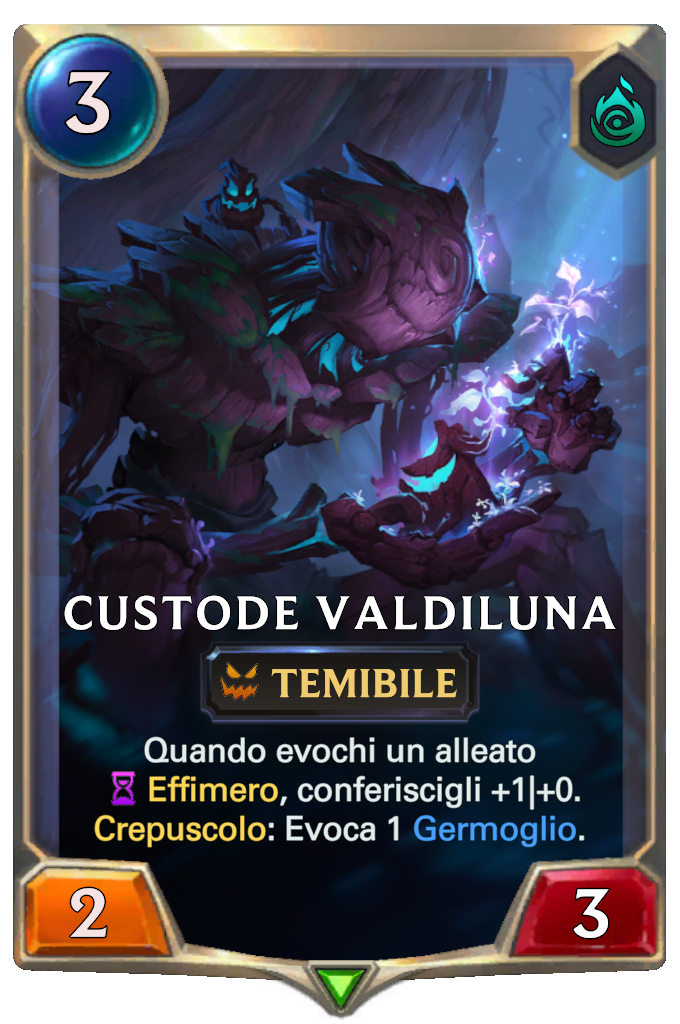 3
CUSTODE VALDILUNA
TEMIBILE
Quando evochi un alleato
Effimero, conferiscigli +1|+0.
Crepuscolo: Evoca 1 Germoglio.
2
3